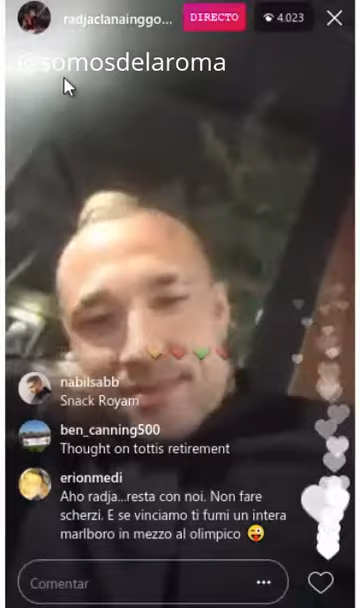 radjaclanainggo...
DIRECTO
4.023
@somosdelaroma
nabilsabb
Snack Royam
ben_canning500
Thought on tottis retirement
erionmedi
Aho radja...resta con noi. Non fare
scherzi. E se vinciamo ti fumi un intera
marlboro in mezzo al olimpico 😜
Comentar